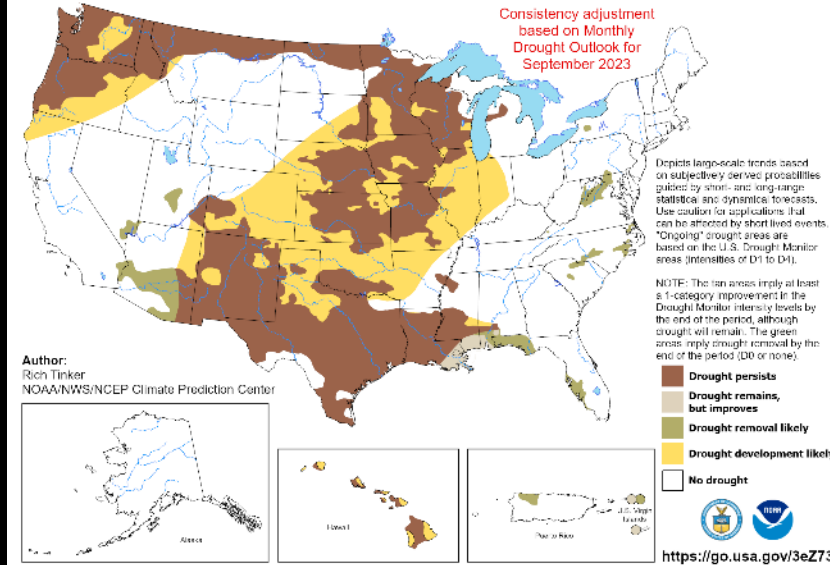 Consistency adjustment
based on Monthly
Drought Outlook for
September 2023
Depicts large-scale trends based
on subjectively derived probabilities
guided by short- and long-range
statistical and dynamical forecasts.
Use caution for applications that
can be affected by short lived events.
"Ongoing" drought areas are
based on the U.S. Drought Monitor
areas (intensities of D1 to D4).
NOTE: The tan areas imply at least
a 1-category improvement in the
Drought Monitor intensity levels by
the end of the period, although
drought will remain. The green
areas imply drought removal by the
end of the period (D0 or none).
Author:
Rich Tinker
NOAA/NWS/NCEP Climate Prediction Center
Drought persists
Drought remains,
but improves
Drought removal likely
Drought development likely
No drought
Alaska
Hawaii
Puerto Rico
U.S. Virgin
Islands
NOAA
https://go.usa.gov/3eZ73